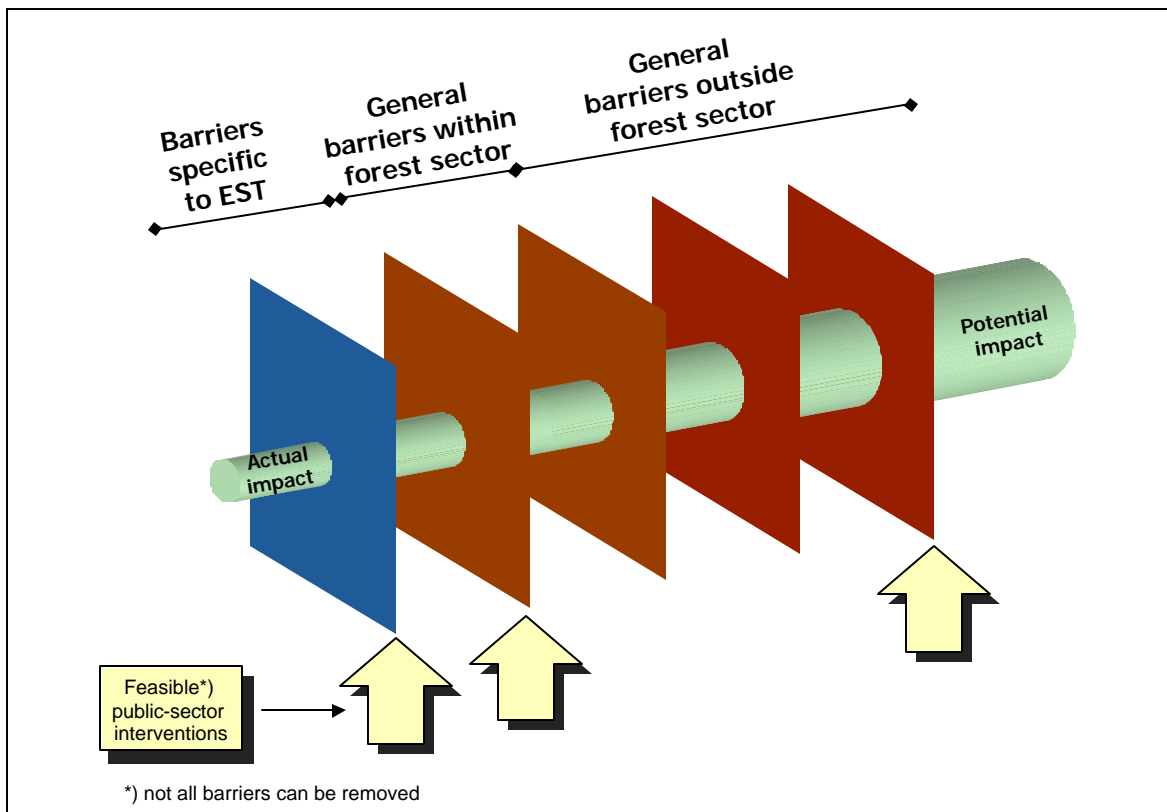 Barriers
specific
to EST
General
barriers within
forest sector
General
barriers outside
forest sector
Actual
impact
Potential
impact
Feasible*)
public-sector
interventions
*) not all barriers can be removed